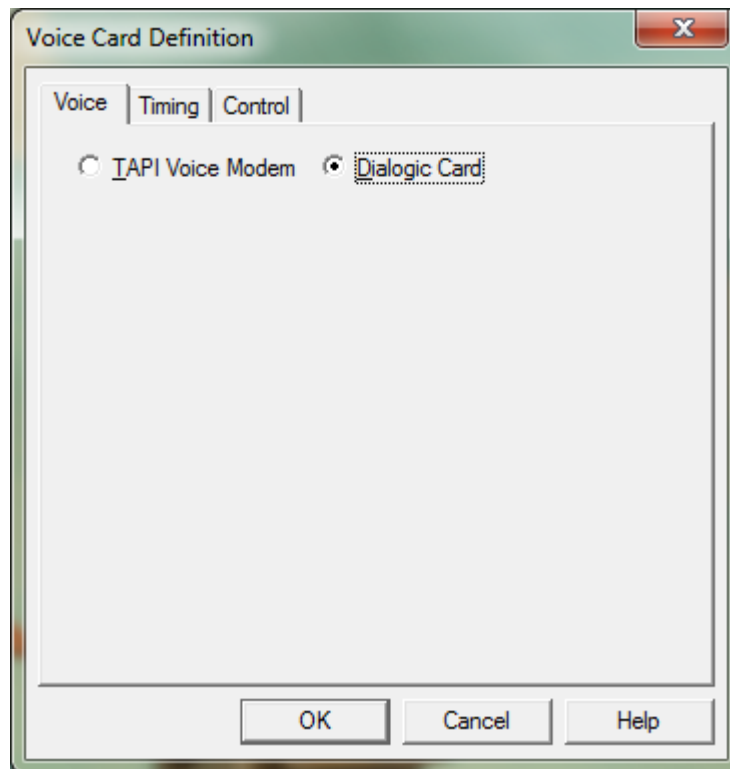 Voice Card Definition
Voice Timing Control
TAPI Voice Modem Dialogic Card
OK Cancel Help